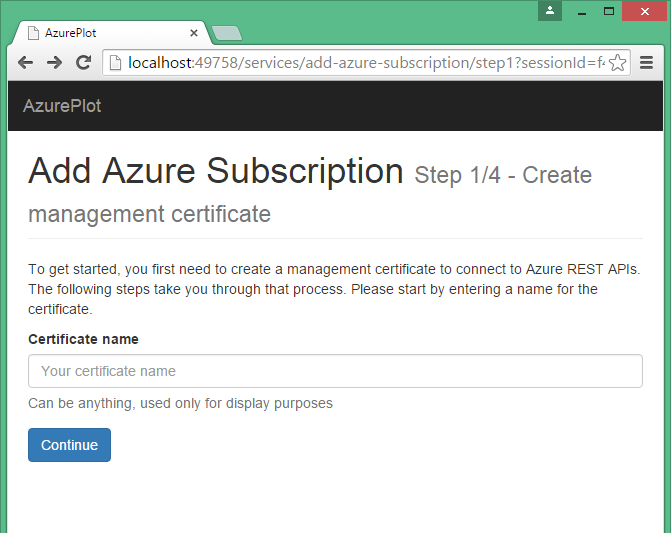 AzurePlot
localhost:49758/services/add-azure-subscription/step1?sessionId=f4
AzurePlot
Add Azure Subscription Step 1/4 - Create
management certificate
To get started, you first need to create a management certificate to connect to Azure REST APIs.
The following steps take you through that process. Please start by entering a name for the
certificate.
Certificate name
Your certificate name
Can be anything, used only for display purposes
Continue